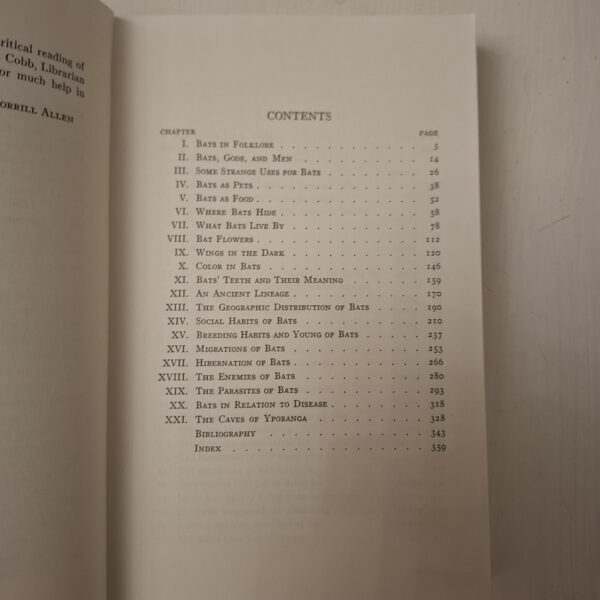 ritical reading of
Cobb, Librarian
or much help in
ORRILL ALLEN
CONTENTS
CHAPTER PAGE
I. BATS IN FOLKLORE . . . . . . . . . . . 5
II. BATS, GODS, AND MEN . . . . . . . . . . 14
III. SOME STRANGE USES FOR BATS . . . . . . . . 26
IV. BATS AS PETS . . . . . . . . . . . . . 38
V. BATS AS FOOD . . . . . . . . . . . . . 52
VI. WHERE BATS HIDE . . . . . . . . . . . 58
VII. WHAT BATS LIVE BY . . . . . . . . . . . 78
VIII. BAT FLOWERS . . . . . . . . . . . . . 112
IX. WINGS IN THE DARK . . . . . . . . . . 120
X. COLOR IN BATS . . . . . . . . . . . . 146
XI. BATS' TEETH AND THEIR MEANING . . . . . . 159
XII. AN ANCIENT LINEAGE . . . . . . . . . . 170
XIII. THE GEOGRAPHIC DISTRIBUTION OF BATS . . . . 190
XIV. SOCIAL HABITS OF BATS . . . . . . . . . 210
XV. BREEDING HABITS AND YOUNG OF BATS . . . . . 237
XVI. MIGRATIONS OF BATS . . . . . . . . . . 253
XVII. HIBERNATION OF BATS . . . . . . . . . . 266
XVIII. THE ENEMIES OF BATS . . . . . . . . . 280
XIX. THE PARASITES OF BATS . . . . . . . . . 293
XX. BATS IN RELATION TO DISEASE . . . . . . . 318
XXI. THE CAVES OF YPORANGA . . . . . . . . 328
BIBLIOGRAPHY . . . . . . . . . . . . 343
INDEX . . . . . . . . . . . . . . 359